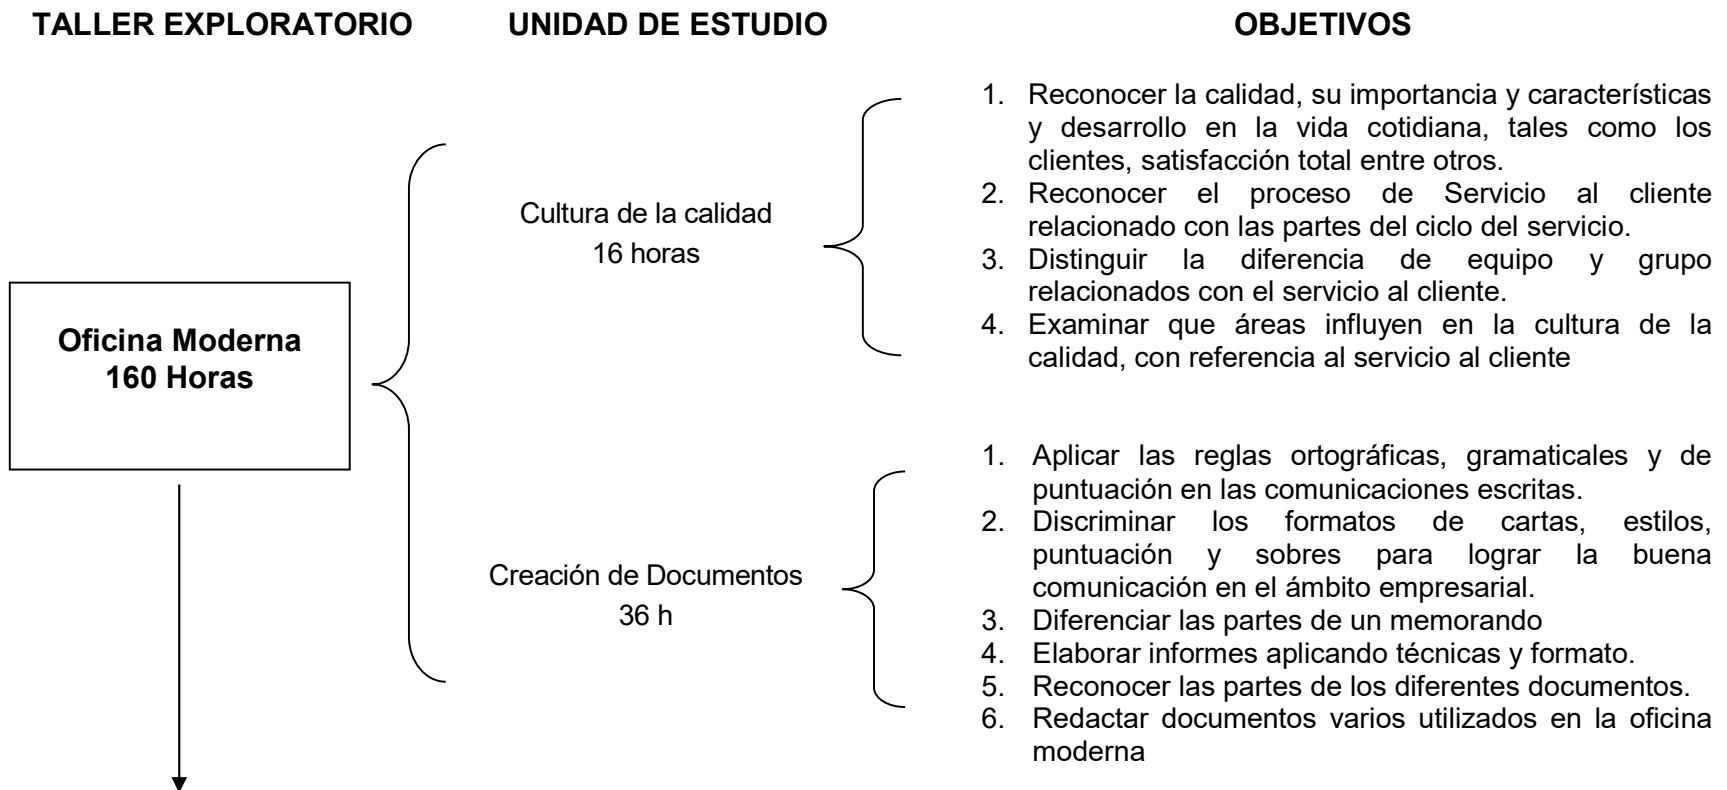 TALLER EXPLORATORIO UNIDAD DE ESTUDIO OBJETIVOS
Oficina Moderna
160 Horas
Cultura de la calidad
16 horas
1. Reconocer la calidad, su importancia y características
y desarrollo en la vida cotidiana, tales como los
clientes, satisfacción total entre otros.
2. Reconocer el proceso de Servicio al cliente
relacionado con las partes del ciclo del servicio.
3. Distinguir la diferencia de equipo y grupo
relacionados con el servicio al cliente.
4. Examinar que áreas influyen en la cultura de la
calidad, con referencia al servicio al cliente
Creación de Documentos
36 h
1. Aplicar las reglas ortográficas, gramaticales y de
puntuación en las comunicaciones escritas.
2. Discriminar los formatos de cartas, estilos,
puntuación y sobres para lograr la buena
comunicación en el ámbito empresarial.
3. Diferenciar las partes de un memorando
4. Elaborar informes aplicando técnicas y formato.
5. Reconocer las partes de los diferentes documentos.
6. Redactar documentos varios utilizados en la oficina
moderna